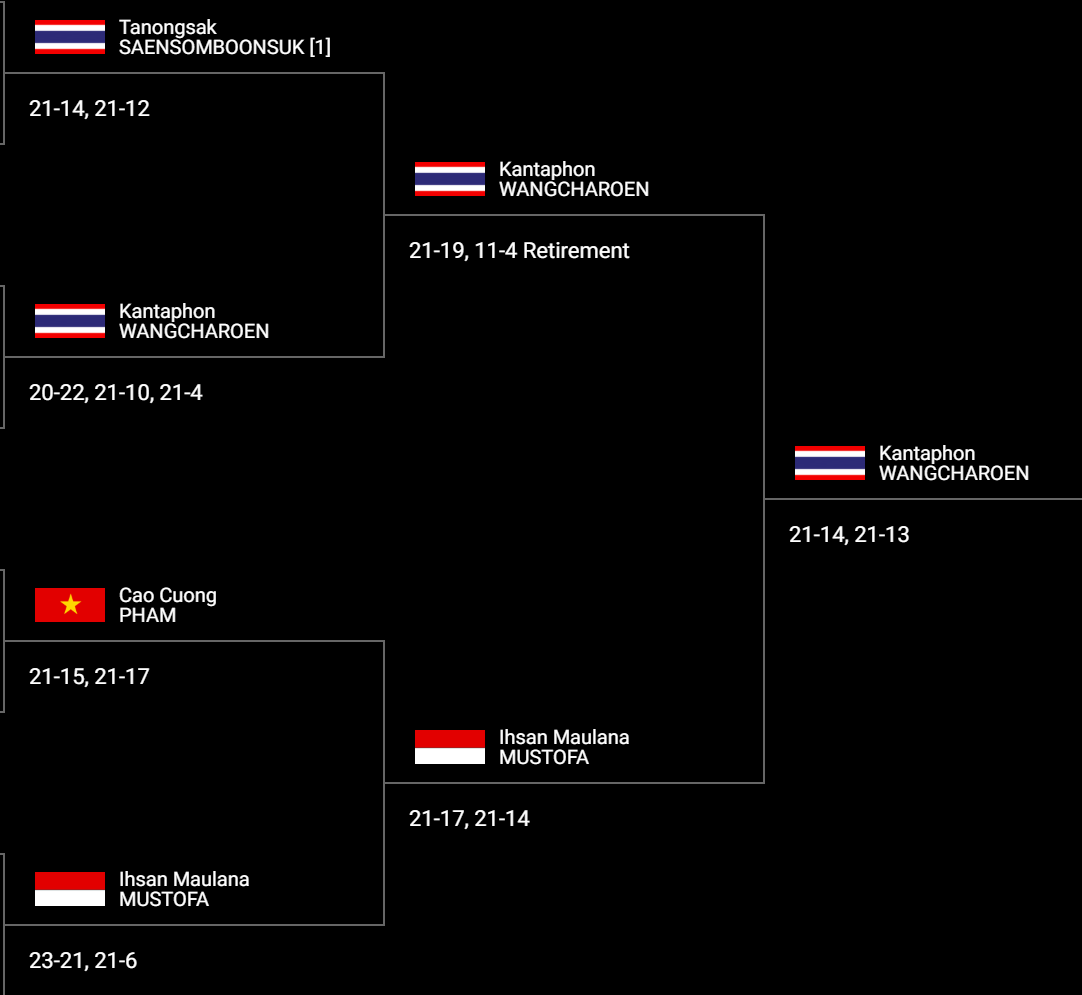 Tanongsak
SAENSOMBOONSUK [1]
21-14, 21-12
Kantaphon
WANGCHAROEN
21-19, 11-4 Retirement
Kantaphon
WANGCHAROEN
20-22, 21-10, 21-4
Kantaphon
WANGCHAROEN
21-14, 21-13
Cao Cuong
PHAM
21-15, 21-17
Ihsan Maulana
MUSTOFA
21-17, 21-14
Ihsan Maulana
MUSTOFA
23-21, 21-6